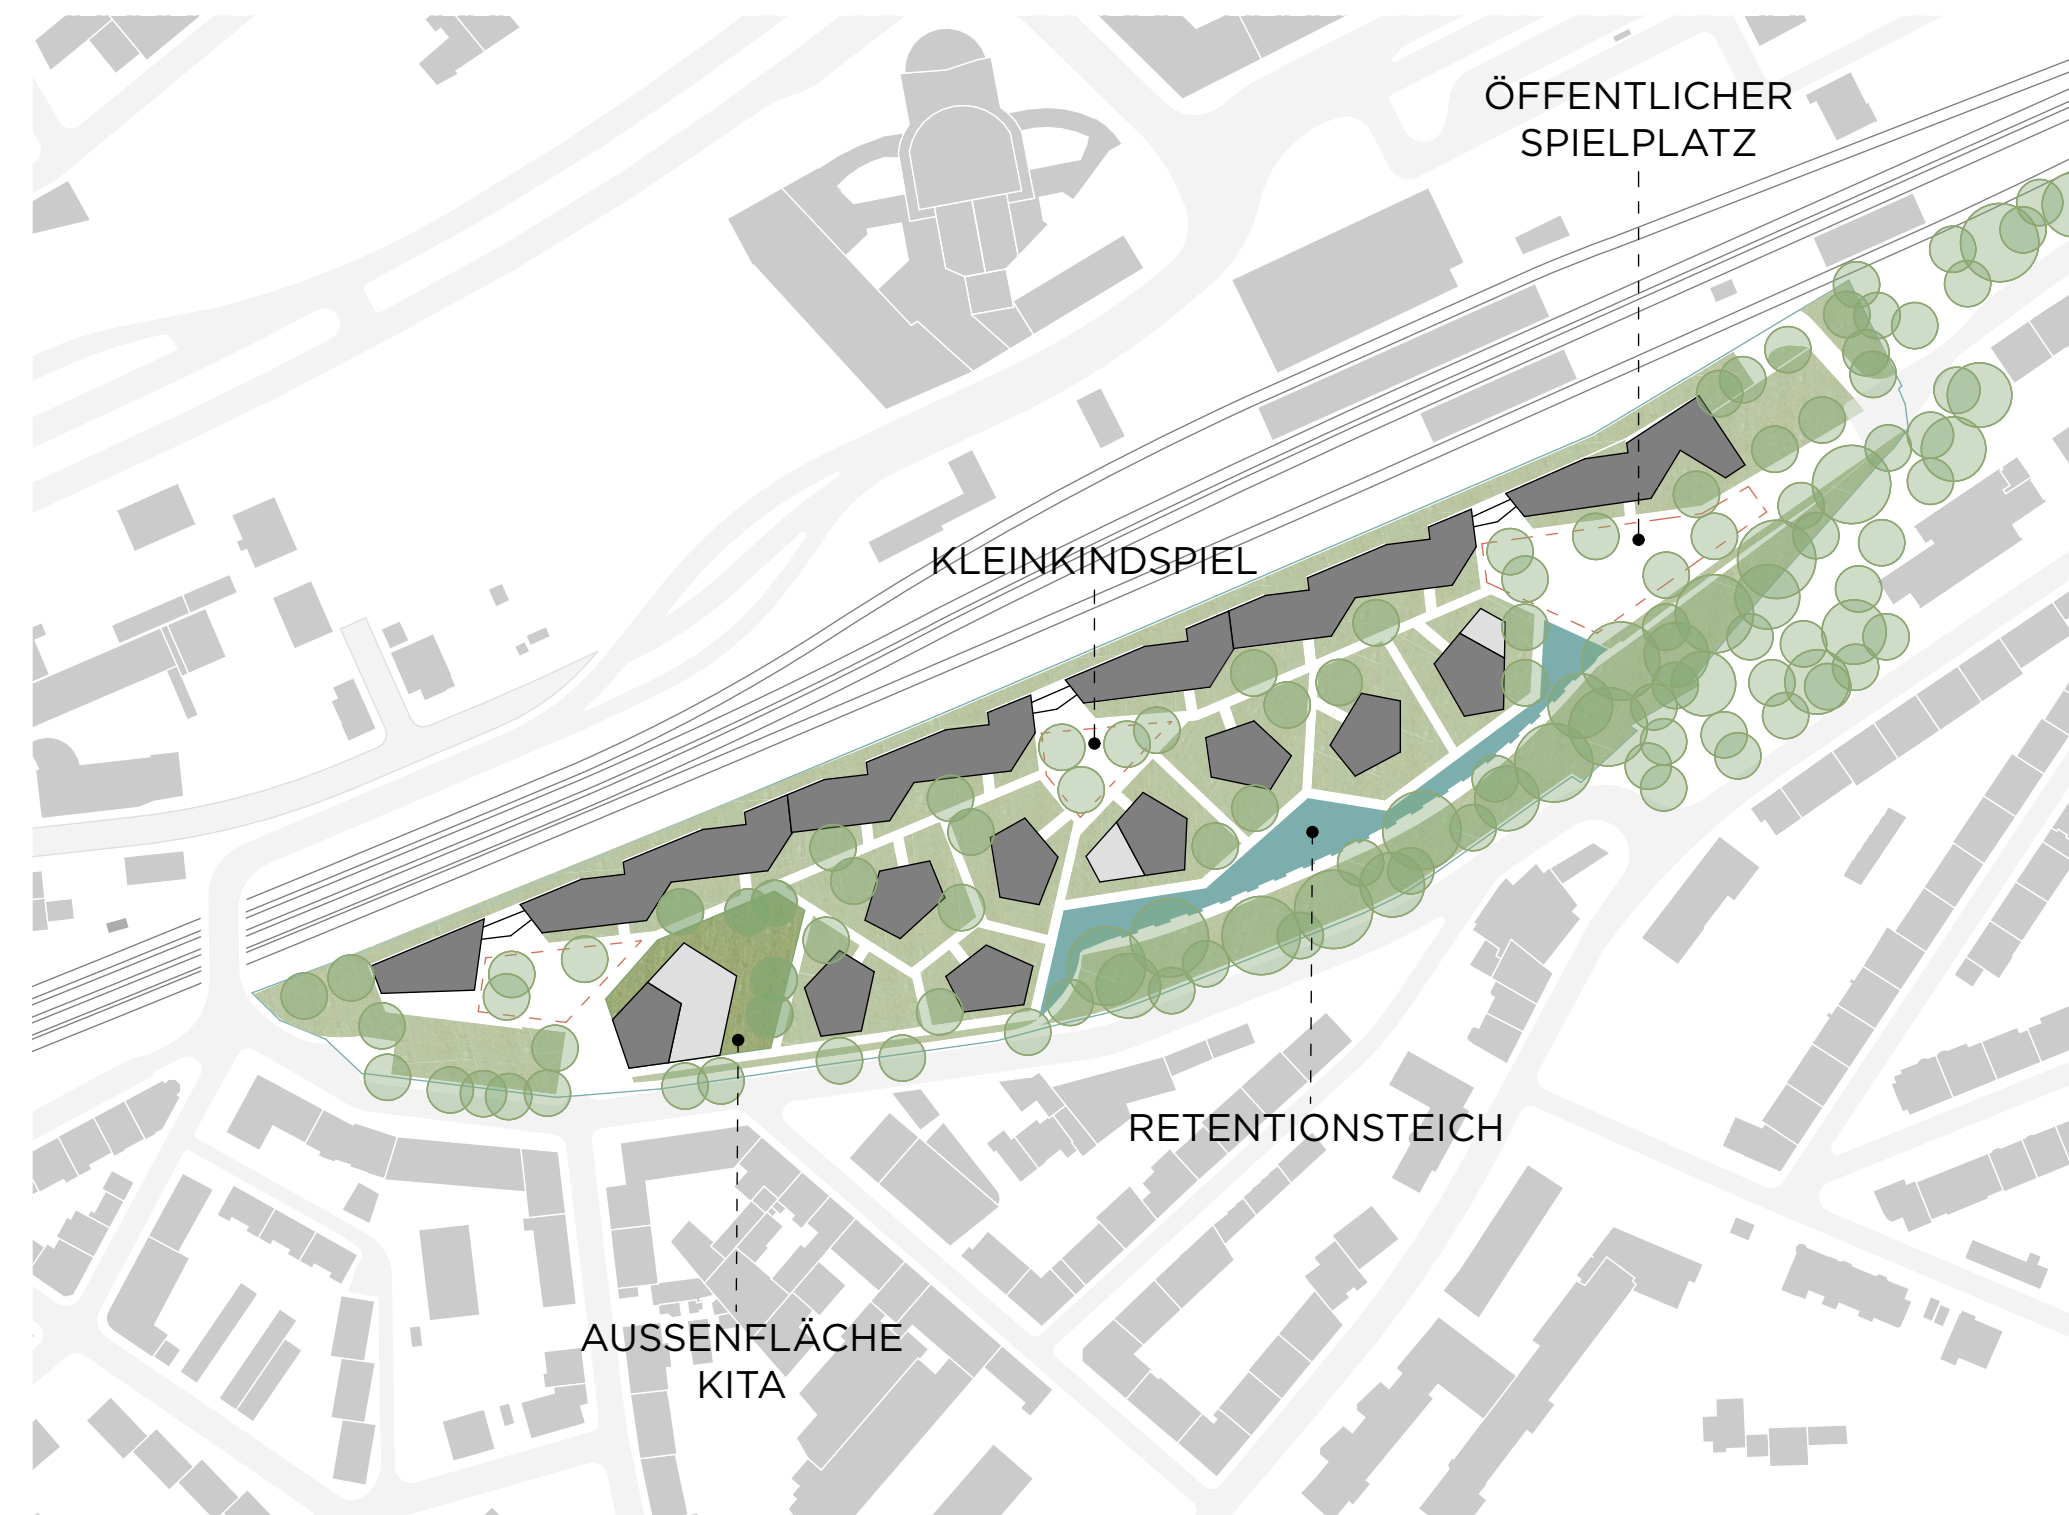 ÖFFENTLICHER
SPIELPLATZ
KLEINKINDSPIEL
RETENTIONSTEICH
AUSSENFLÄCHE
KITA